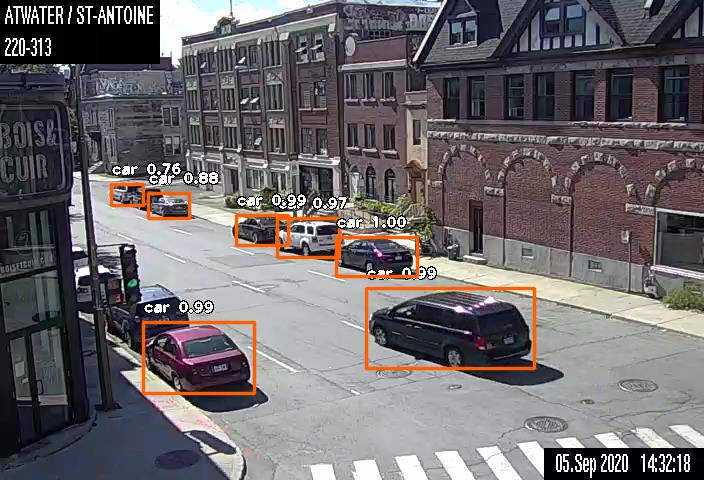 ATWATER / ST-ANTOINE
220-313
BOIS &
CUIR
car 0.76
car 0.88
car 0.99
0.97
car 1.00
car 0.99
car 0.99
05.Sep 2020 14:32:18